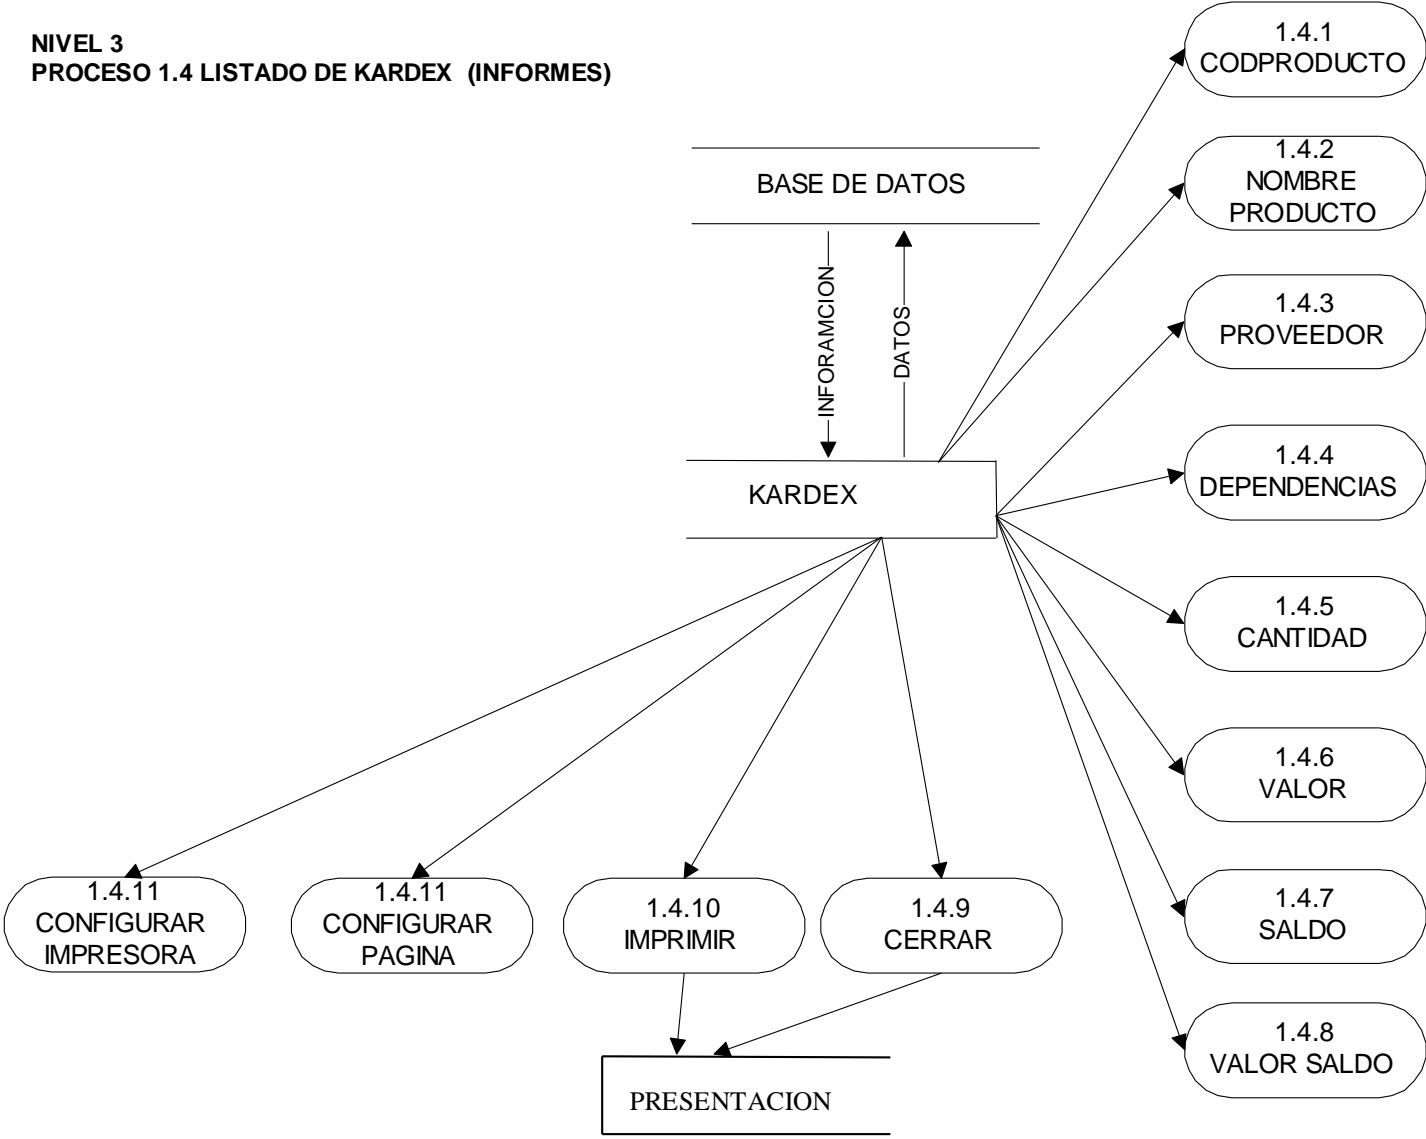 NIVEL 3
PROCESO 1.4 LISTADO DE KARDEX (INFORMES)
1.4.1
CODPRODUCTO
BASE DE DATOS
1.4.2
NOMBRE
PRODUCTO
INFORAMCION
DATOS
1.4.3
PROVEEDOR
KARDEX
1.4.4
DEPENDENCIAS
1.4.5
CANTIDAD
1.4.6
VALOR
1.4.11
CONFIGURAR
IMPRESORA
1.4.11
CONFIGURAR
PAGINA
1.4.10
IMPRIMIR
1.4.9
CERRAR
1.4.7
SALDO
1.4.8
VALOR SALDO
PRESENTACION